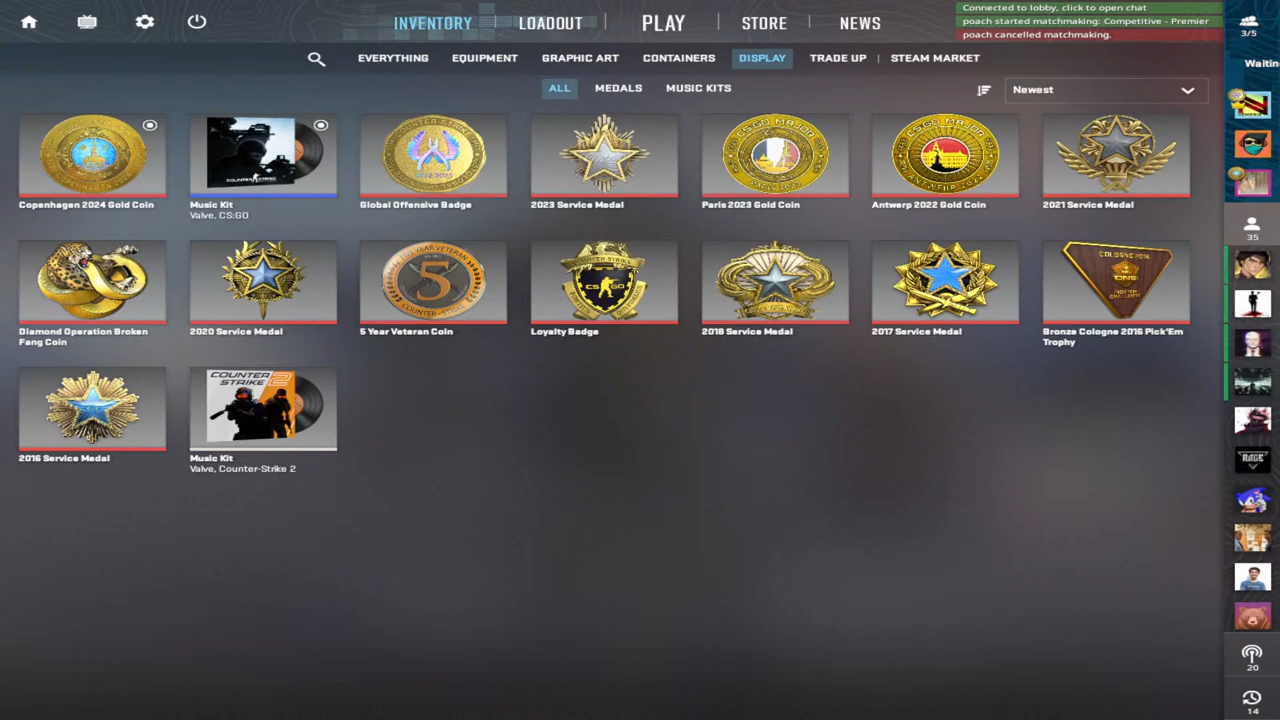 INVENTORY
LOADOUT
PLAY
STORE
NEWS
Connected to lobby, click to open chat
poach started matchmaking: Competitive - Premier
poach cancelled matchmaking.
3/5
Waitin
EVERYTHING
EQUIPMENT
GRAPHIC ART
CONTAINERS
DISPLAY
TRADE UP
STEAM MARKET
ALL
MEDALS
MUSIC KITS
Newest
Copenhagen 2024 Gold Coin
Music Kit
Valve, CS:GO
Global Offensive Badge
2023 Service Medal
Paris 2023 Gold Coin
Antwerp 2022 Gold Coin
2021 Service Medal
35
Diamond Operation Broken
Fang Coin
2020 Service Medal
5 Year Veteran Coin
Loyalty Badge
2018 Service Medal
2017 Service Medal
Bronze Cologne 2016 Pick'Em
Trophy
COUNTER
STRIKE 2
2016 Service Medal
Music Kit
Valve, Counter-Strike 2
RAGE
20
14